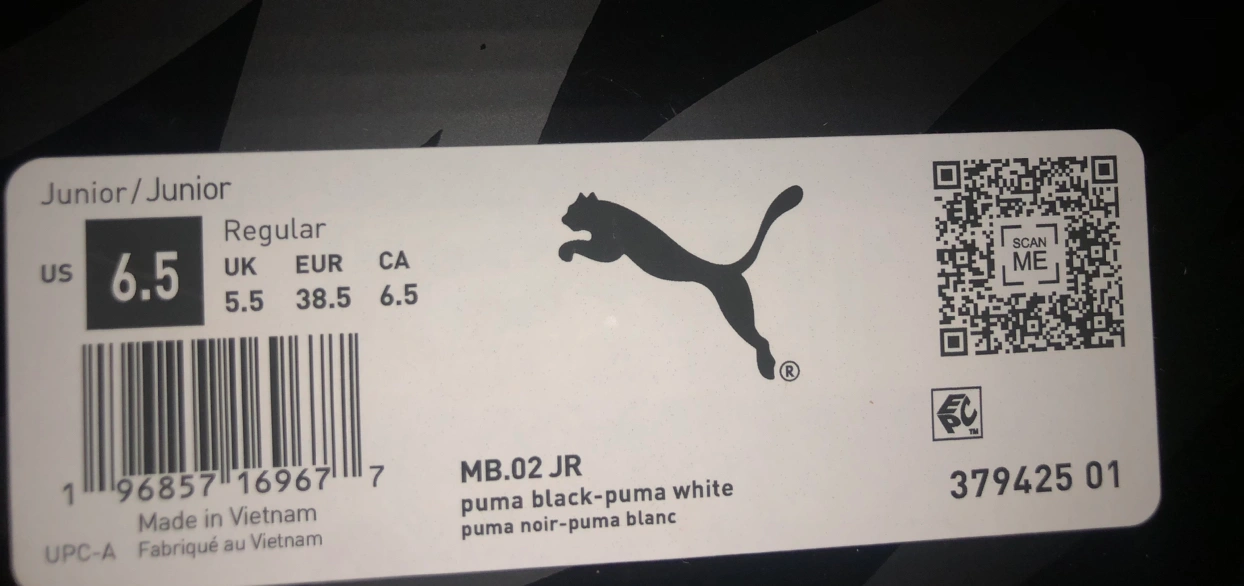 Junior/Junior
US 6.5
Regular
UK EUR CA
5.5 38.5 6.5
1 96857 16967 7
Made in Vietnam
UPC-A Fabriqué au Vietnam
®
MB.02 JR
puma black-puma white
puma noir-puma blanc
SCAN
ME
EPC™
379425 01